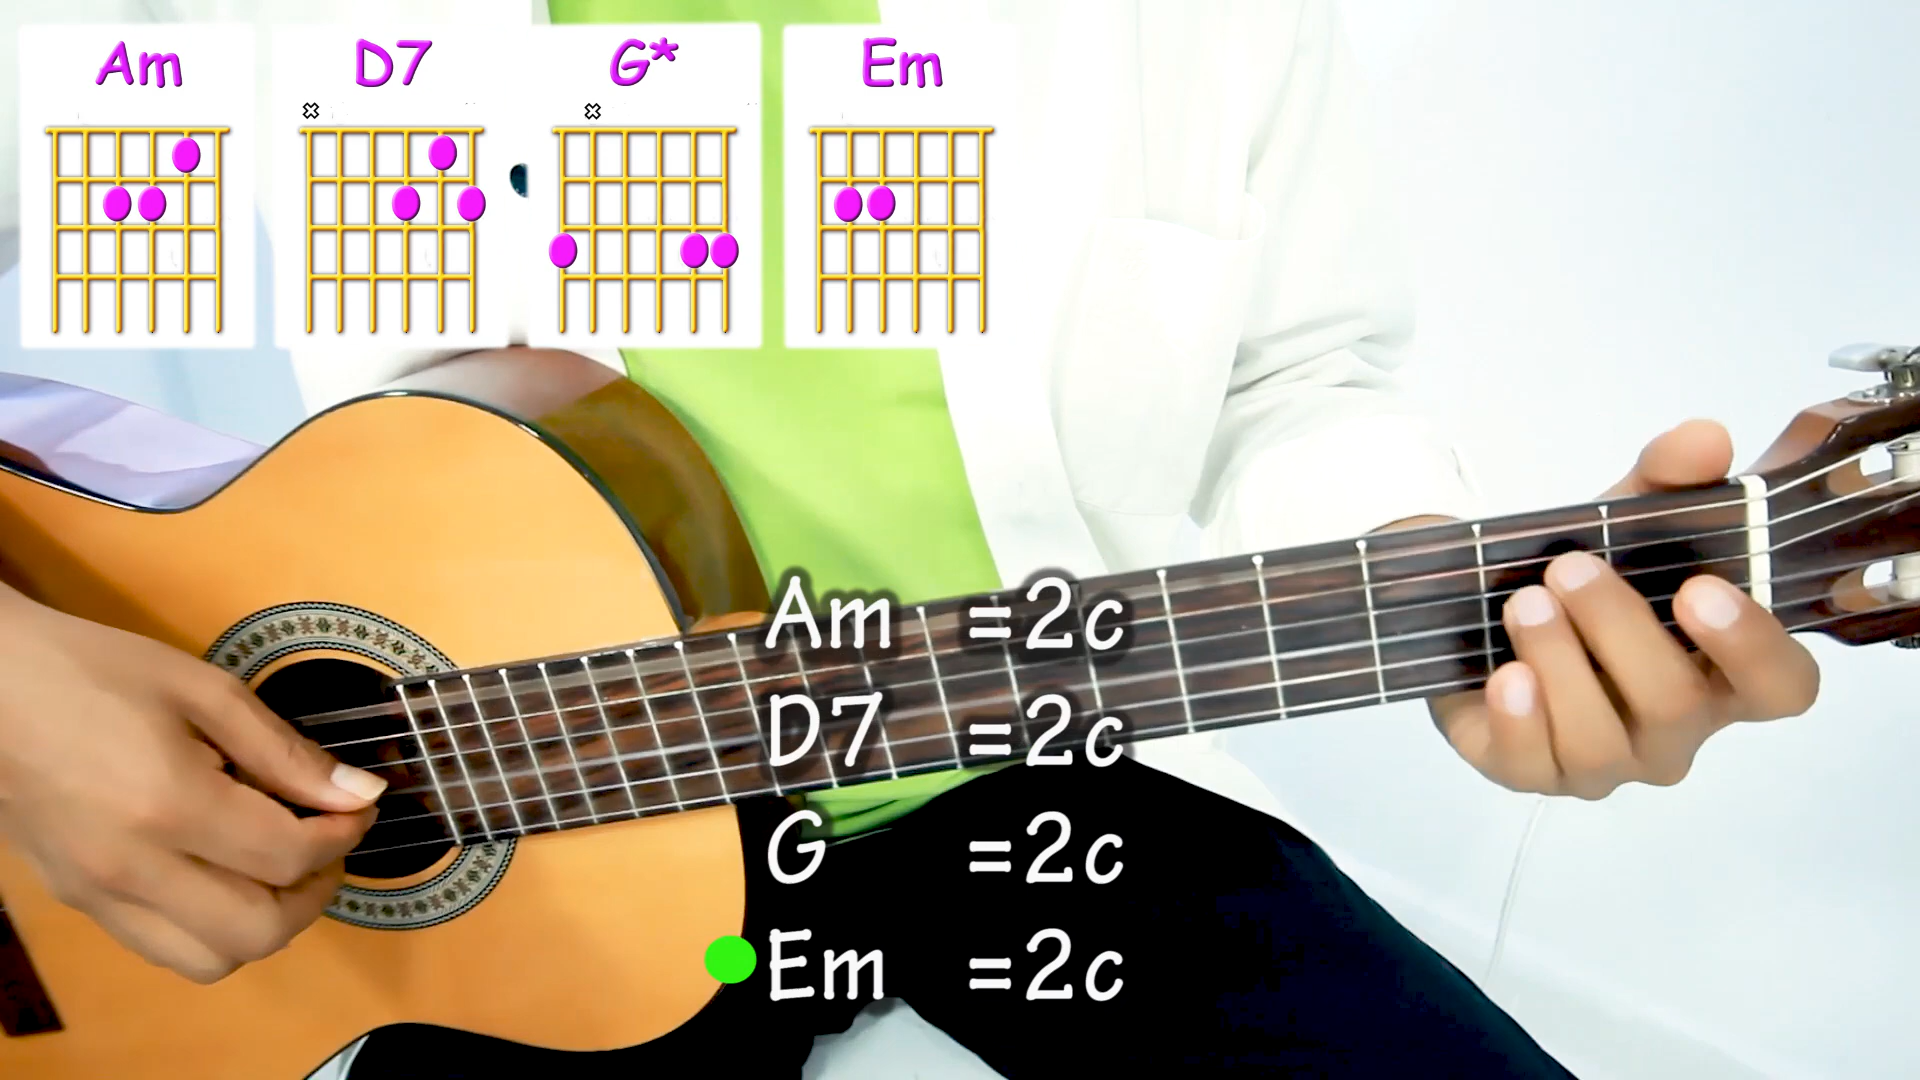 Am D7 G* Em
Am =2c
D7 =2c
G =2c
Em =2c